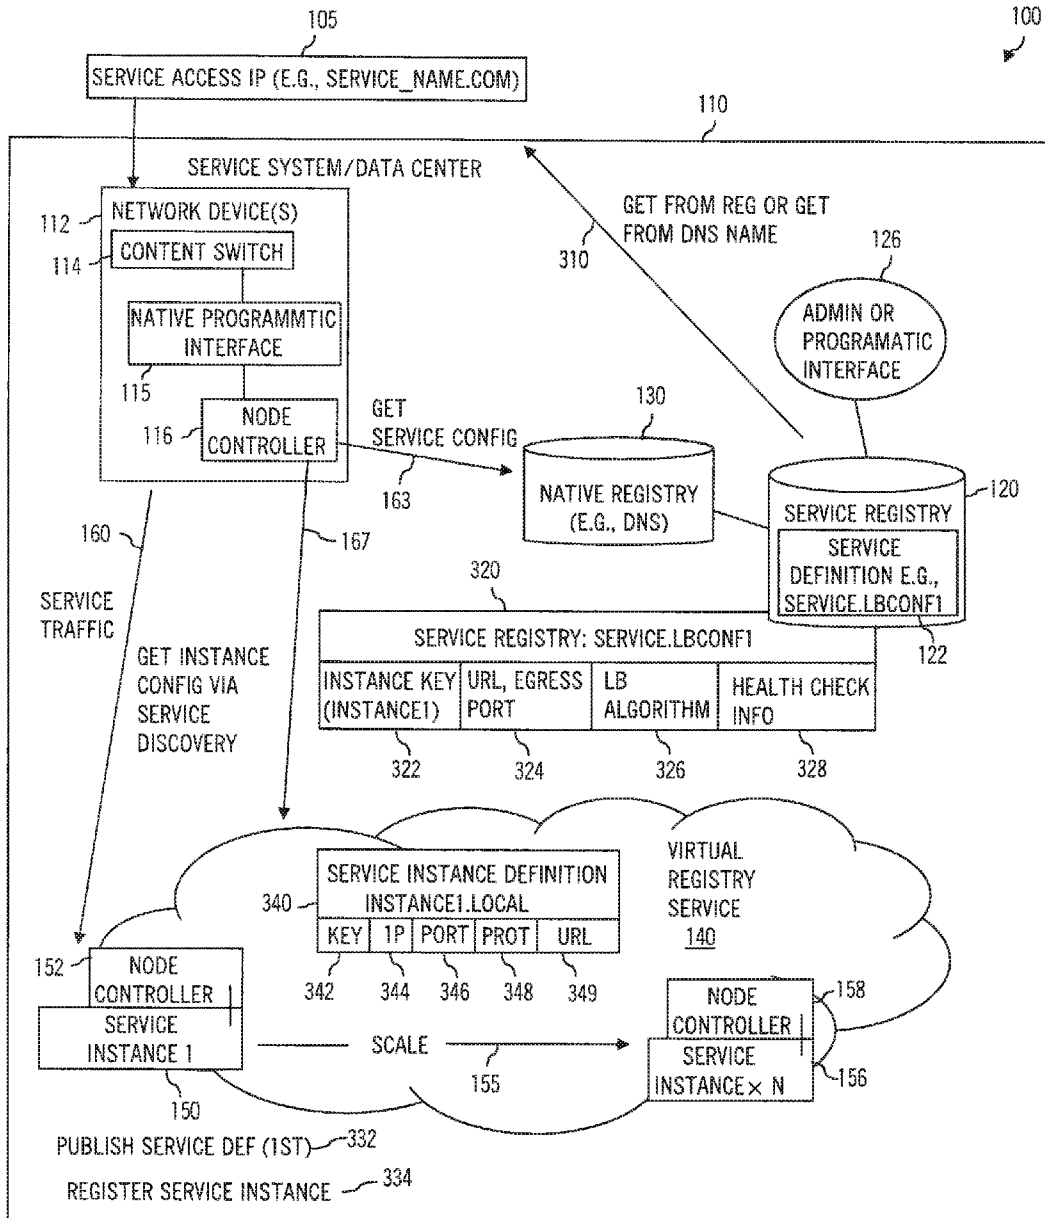 100
105
SERVICE ACCESS IP (E.G., SERVICE_NAME.COM)
110
SERVICE SYSTEM/DATA CENTER
112
NETWORK DEVICE(S)
114
CONTENT SWITCH
NATIVE PROGRAMMTIC
INTERFACE
115
116
NODE
CONTROLLER
GET
SERVICE CONFIG
163
130
NATIVE REGISTRY
(E.G., DNS)
GET FROM REG OR GET
FROM DNS NAME
310
126
ADMIN OR
PROGRAMATIC
INTERFACE
120
SERVICE REGISTRY
SERVICE
DEFINITION E.G.,
SERVICE.LBCONF1
122
160
167
SERVICE
TRAFFIC
GET INSTANCE
CONFIG VIA
SERVICE
DISCOVERY
320
SERVICE REGISTRY: SERVICE.LBCONF1
INSTANCE KEY
(INSTANCE1)
URL, EGRESS
PORT
LB
ALGORITHM
HEALTH CHECK
INFO
322
324
326
328
VIRTUAL
REGISTRY
SERVICE
140
340
SERVICE INSTANCE DEFINITION
INSTANCE1.LOCAL
KEY
1P
PORT
PROT
URL
342
344
346
348
349
152
NODE
CONTROLLER
SERVICE
INSTANCE 1
150
SCALE
155
158
NODE
CONTROLLER
156
SERVICE
INSTANCE× N
PUBLISH SERVICE DEF (1ST) 332
REGISTER SERVICE INSTANCE 334